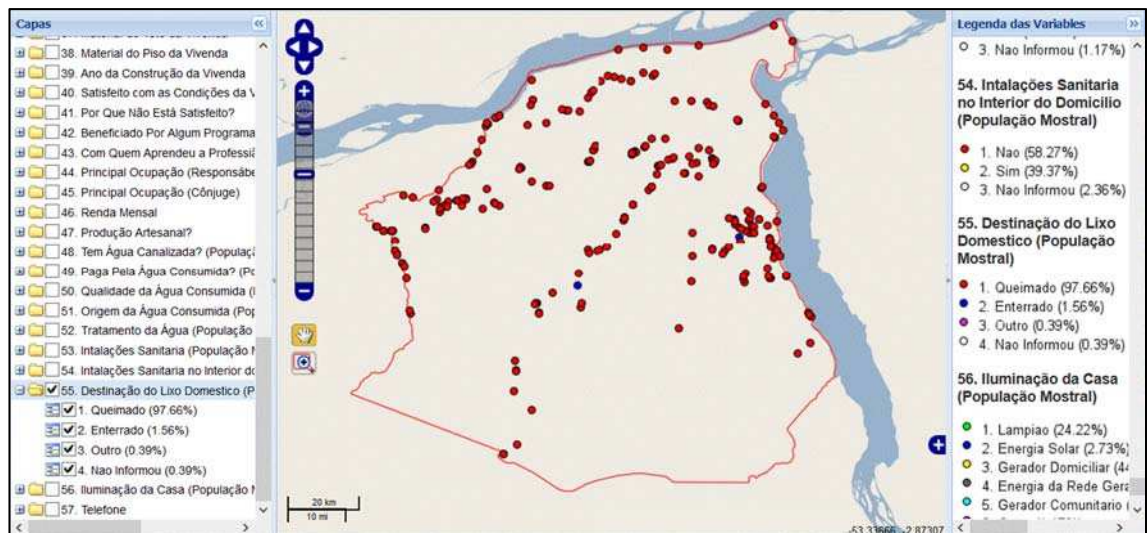 Capas
38. Material do Piso da Vivenda
39. Ano da Construção da Vivenda
40. Satisfeito com as Condições da V
41. Por Que Não Está Satisfeito?
42. Beneficiado Por Algum Programa
43. Com Quem Aprendeu a Professiã
44. Principal Ocupação (Responsábe
45. Principal Ocupação (Cônjuge)
46. Renda Mensal
47. Produção Artesanal?
48. Tem Água Canalizada? (Populaçã
49. Paga Pela Água Consumida? (Po
50. Qualidade da Água Consumida (
51. Origem da Água Consumida (Pop
52. Tratamento da Água (População
53. Intalações Sanitaria (População M
54. Intalações Sanitaria no Interior do
55. Destinação do Lixo Domestico (P
1. Queimado (97.66%)
2. Enterrado (1.56%)
3. Outro (0.39%)
4. Nao Informou (0.39%)
56. Iluminação da Casa (População M
57. Telefone
20 km
10 mi
-53.33666, -2.87307
Legenda das Variables
3. Nao Informou (1.17%)
54. Intalações Sanitaria
no Interior do Domicilio
(População Mostral)
1. Nao (58.27%)
2. Sim (39.37%)
3. Nao Informou (2.36%)
55. Destinação do Lixo
Domestico (População
Mostral)
1. Queimado (97.66%)
2. Enterrado (1.56%)
3. Outro (0.39%)
4. Nao Informou (0.39%)
56. Iluminação da Casa
(População Mostral)
1. Lampiao (24.22%)
2. Energia Solar (2.73%)
3. Gerador Domiciliar (44
4. Energia da Rede Gera
5. Gerador Comunitario (